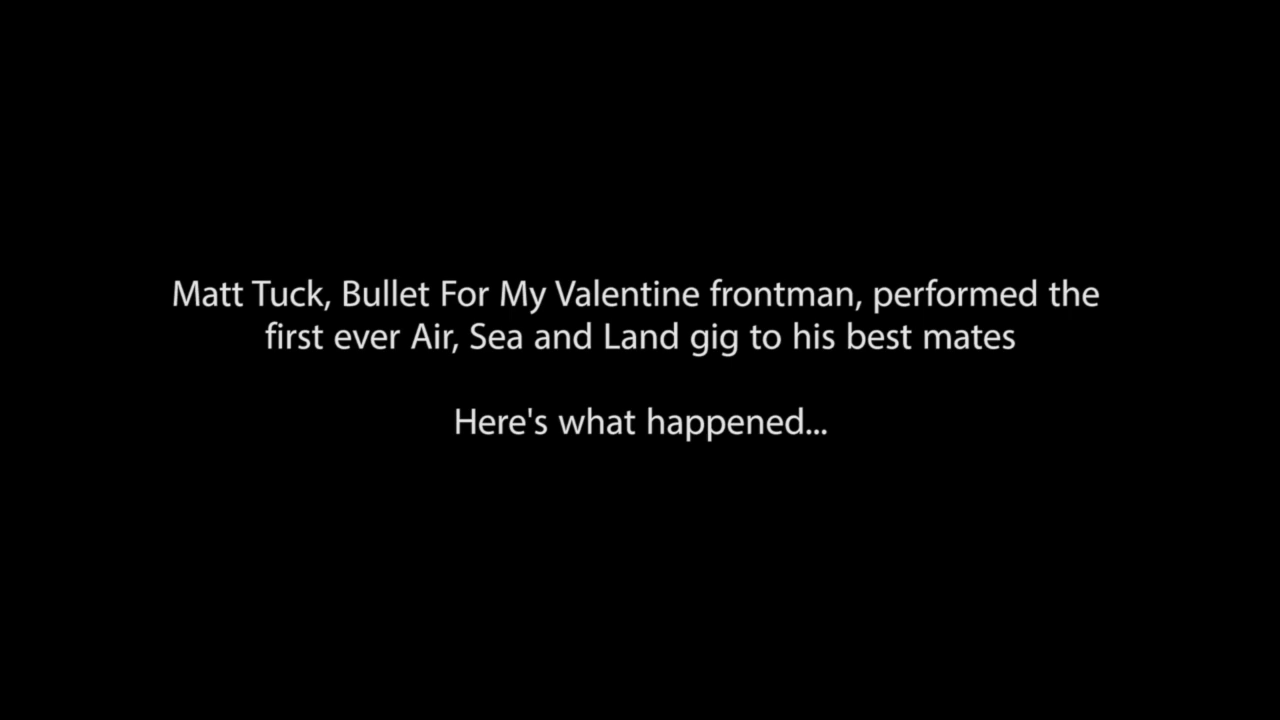 Matt Tuck, Bullet For My Valentine frontman, performed the
first ever Air, Sea and Land gig to his best mates
Here's what happened...